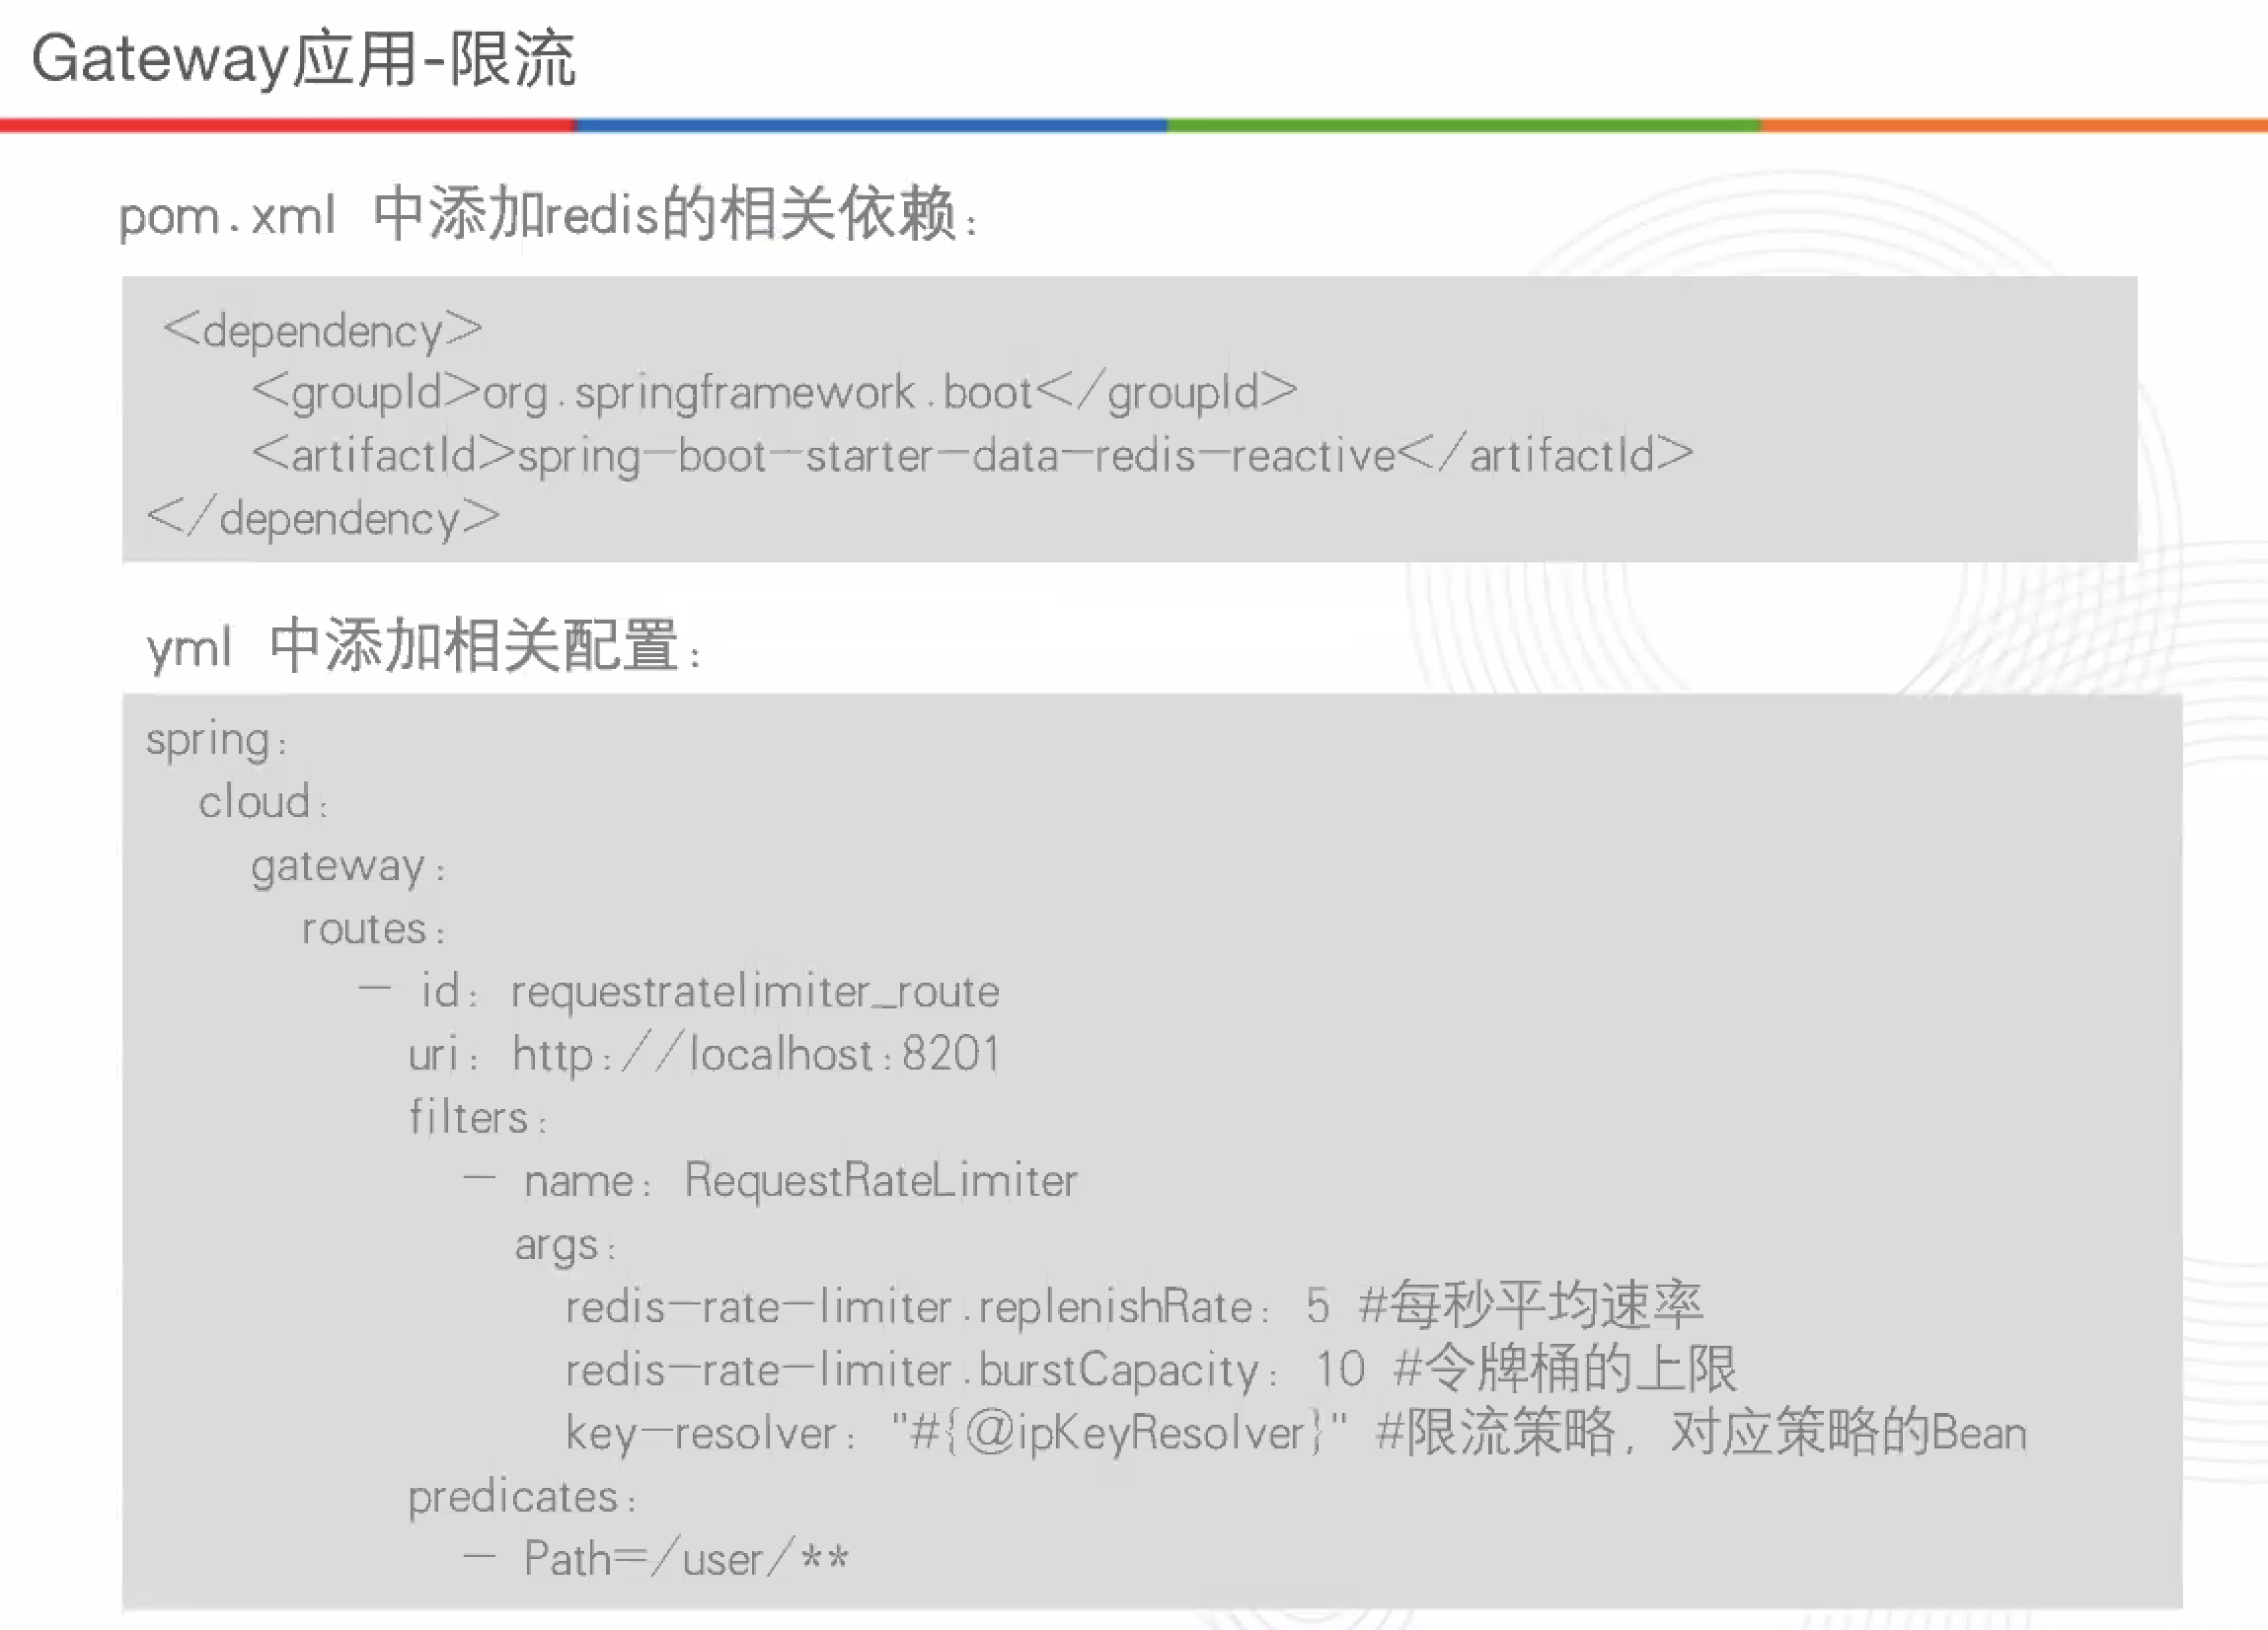 Gateway应用-限流
pom.xml 中添加redis的相关依赖:
<dependency>
<groupId>org.springframework.boot</groupId>
<artifactId>spring-boot-starter-data-redis-reactive</artifactId>
</dependency>
yml 中添加相关配置:
spring:
cloud:
gateway:
routes:
- id: requestratelimiter_route
uri: http://localhost:8201
filters:
- name: RequestRateLimiter
args:
redis-rate-limiter.replenishRate: 5 #每秒平均速率
redis-rate-limiter.burstCapacity: 10 #令牌桶的上限
key-resolver: "#{@ipKeyResolver}" #限流策略, 对应策略的Bean
predicates:
- Path=/user/**